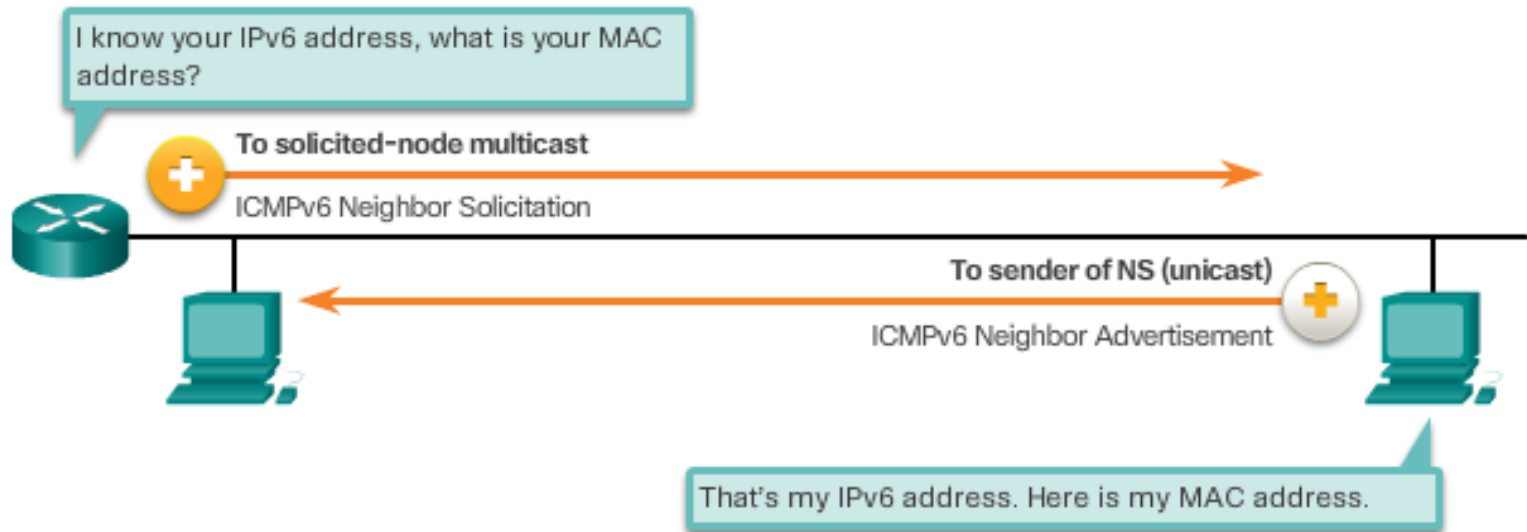 I know your IPv6 address, what is your MAC
address?
To solicited-node multicast
ICMPv6 Neighbor Solicitation
To sender of NS (unicast)
ICMPv6 Neighbor Advertisement
That's my IPv6 address. Here is my MAC address.